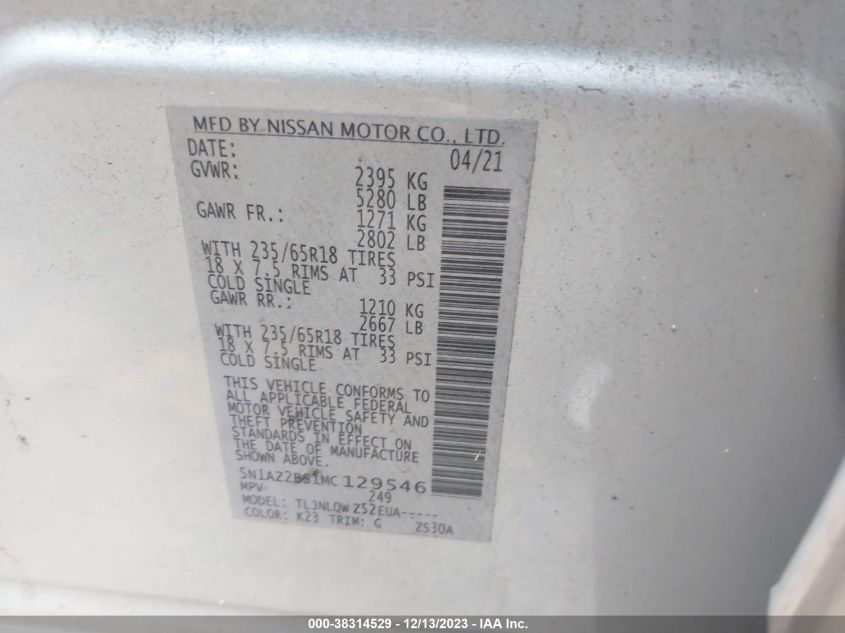 MFD BY NISSAN MOTOR CO., LTD.
DATE: 04/21
GVWR: 2395 KG
5280 LB
GAWR FR.: 1271 KG
2802 LB
WITH 235/65R18 TIRES
18 X 7.5 RIMS AT 33 PSI
COLD SINGLE
GAWR RR.: 1210 KG
2667 LB
WITH 235/65R18 TIRES
18 X 7.5 RIMS AT 33 PSI
COLD SINGLE
THIS VEHICLE CONFORMS TO
ALL APPLICABLE FEDERAL
MOTOR VEHICLE SAFETY AND
THEFT PREVENTION
STANDARDS IN EFFECT ON
THE DATE OF MANUFACTURE
SHOWN ABOVE.
5N1AZ2BS1MC129546
MPV 249
MODEL: TLJNLQWZ52EUA-----
COLOR: K23 TRIM: G ZS30A
000-38314529 - 12/13/2023 - IAA Inc.